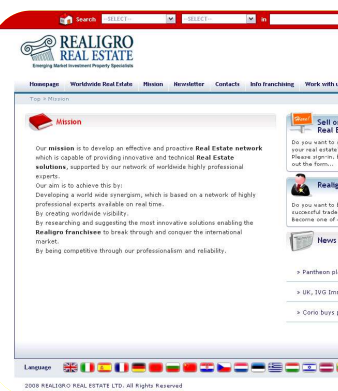 Search -SELECT-- -SELECT-- in
REALIGRO
REAL ESTATE
Emerging Market Investment Property Specialists
Homepage Worldwide Real Estate Mission Newsletter Contacts Info franchising Work with u
Top > Mission
Mission
Our mission is to develop an effective and proactive Real Estate network
which is capable of providing innovative and technical Real Estate
solutions, supported by our network of worldwide highly professional
experts.
Our aim is to achieve this by:
Developing a world wide synergism, which is based on a network of highly
professional experts available on real time.
By creating worldwide visibility.
By researching and suggesting the most innovative solutions enabling the
Realigro franchisee to break through and conquer the international
market.
By being competitive through our professionalism and reliability.
Sell o
Real E
Do you want to
your real estate
Please sign-in,
out the form...
Realig
Do you want to b
successful trade
Become one of
News
> Pantheon pl
> UK, IVG Imm
> Corio buys
Language
2008 REALIGRO REAL ESTATE LTD. All Rights Reserved